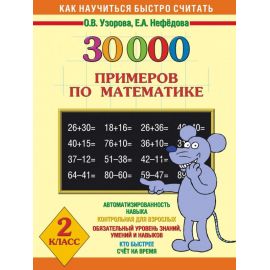 КАК НАУЧИТЬСЯ БЫСТРО СЧИТАТЬ
О.В. Узорова, Е.А. Нефёдова
30 000
ПРИМЕРОВ
ПО МАТЕМАТИКЕ
26+30= 18+16= 26+36=
40+15= 76+10= 36+36=
37−12= 51−38= 42−11=
64−41= 80−60= 59−
АВТОМАТИЗИРОВАННОСТЬ
НАВЫКА
КОНТРОЛЬНАЯ ДЛЯ ВЗРОСЛЫХ
ОБЯЗАТЕЛЬНЫЙ УРОВЕНЬ ЗНАНИЙ,
УМЕНИЙ И НАВЫКОВ
КТО БЫСТРЕЕ
СЧЁТ НА ВРЕМЯ
2
КЛАСС